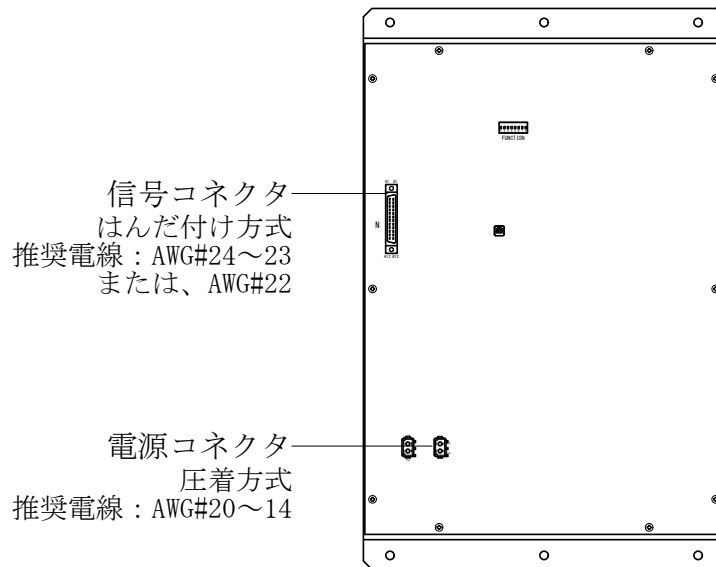 FUNCTION
信号コネクタ
はんだ付け方式
推奨電線：AWG#24～23
または、AWG#22
N
電源コネクタ
圧着方式
推奨電線：AWG#20～14